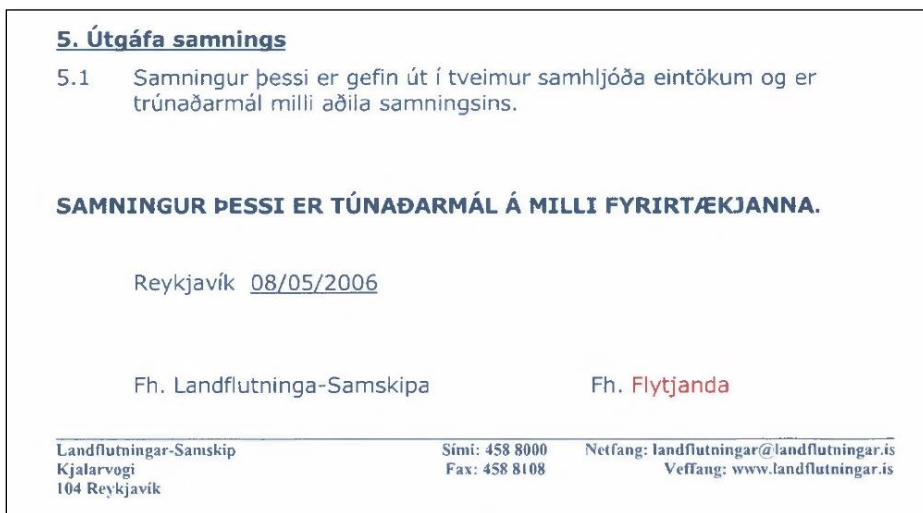 5. Útgáfa samnings
5.1 Samningur þessi er gefin út í tveimur samhljóða eintökum og er
trúnaðarmál milli aðila samningsins.
SAMNINGUR ÞESSI ER TÚNAÐARMÁL Á MILLI FYRIRTÆKJANNA.
Reykjavík 08/05/2006
Fh. Landflutninga-Samskipa Fh. Flytjanda
Landflutningar-Samskip Sími: 458 8000 Netfang: landflutningar@landflutningar.is
Kjalarvogi Fax: 458 8108 Veffang: www.landflutningar.is
104 Reykjavík